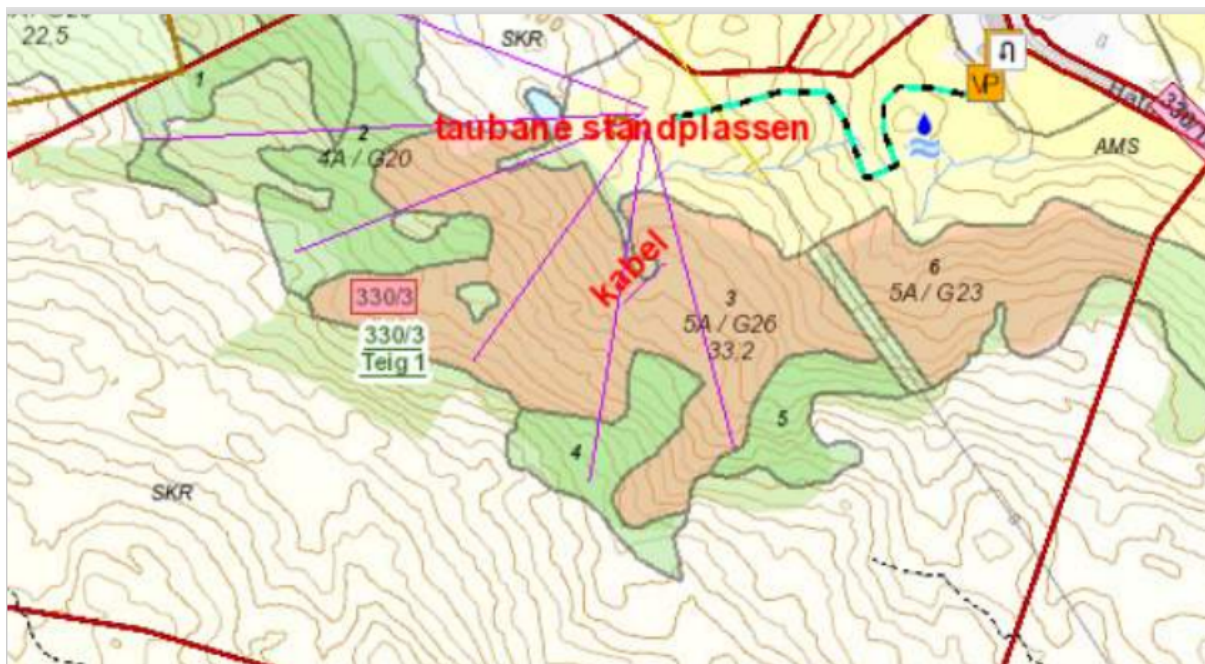 22,5
SKR
1
2
4A / G20
taubane standplassen
VP
AMS
kabel
330/3
330/3
Teig 1
3
5A / G26
33,2
6
5A / G23
4
5
SKR